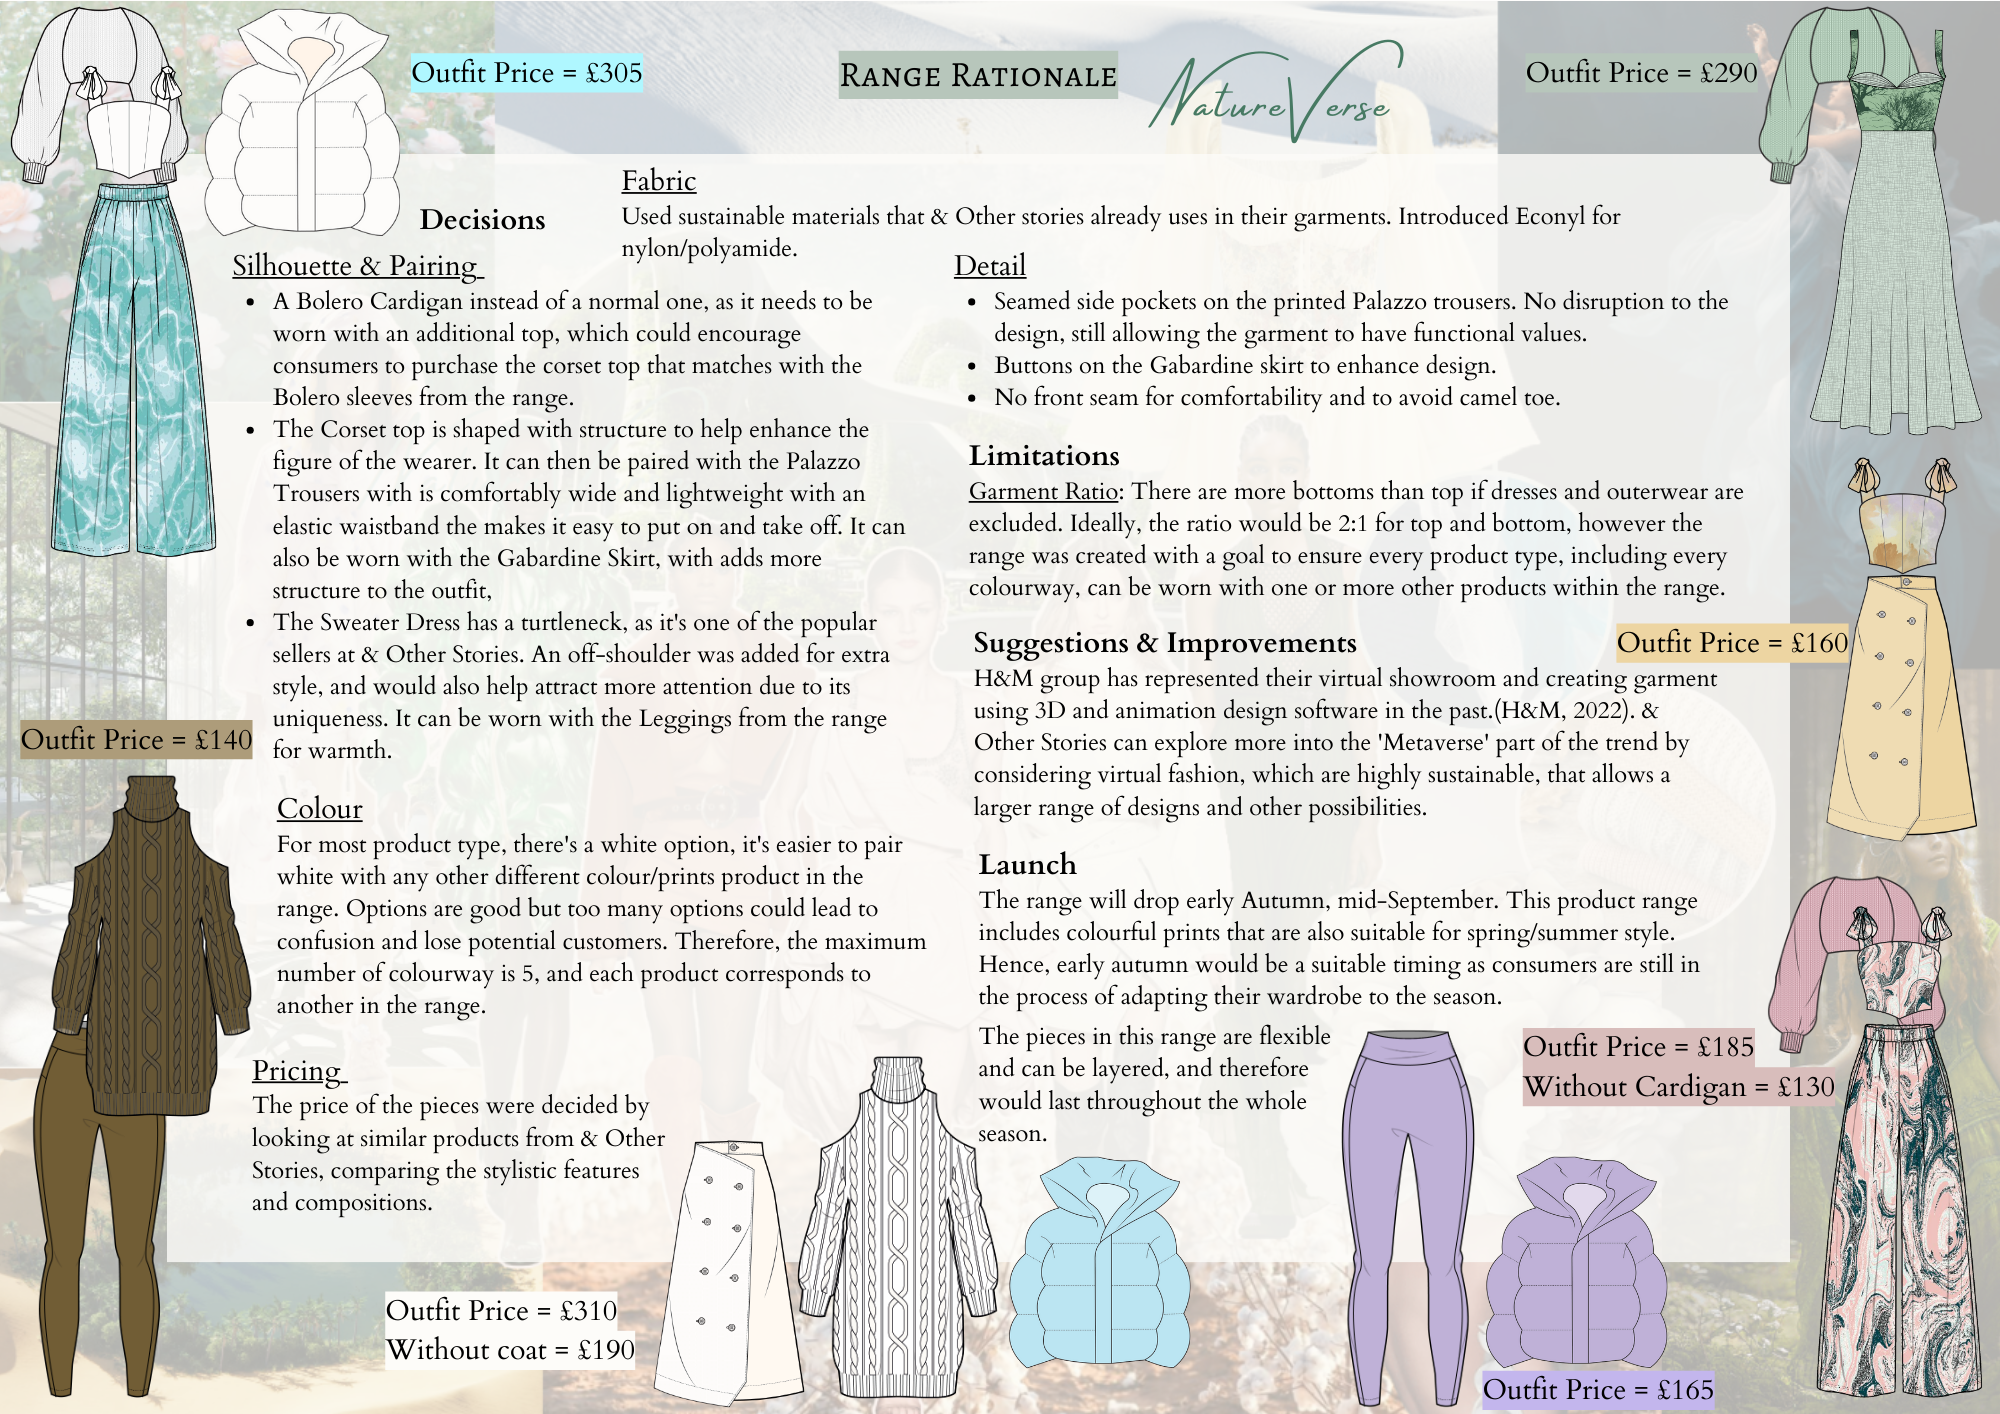 Outfit Price = £305
Range Rationale
NatureVerse
Outfit Price = £290
Decisions
Fabric
Used sustainable materials that & Other stories already uses in their garments. Introduced Econyl for
nylon/polyamide.
Silhouette & Pairing
A Bolero Cardigan instead of a normal one, as it needs to be
worn with an additional top, which could encourage
consumers to purchase the corset top that matches with the
Bolero sleeves from the range.
The Corset top is shaped with structure to help enhance the
figure of the wearer. It can then be paired with the Palazzo
Trousers with is comfortably wide and lightweight with an
elastic waistband the makes it easy to put on and take off. It can
also be worn with the Gabardine Skirt, with adds more
structure to the outfit,
The Sweater Dress has a turtleneck, as it's one of the popular
sellers at & Other Stories. An off-shoulder was added for extra
style, and would also help attract more attention due to its
uniqueness. It can be worn with the Leggings from the range
for warmth.
Outfit Price = £140
Colour
For most product type, there's a white option, it's easier to pair
white with any other different colour/prints product in the
range. Options are good but too many options could lead to
confusion and lose potential customers. Therefore, the maximum
number of colourway is 5, and each product corresponds to
another in the range.
Pricing
The price of the pieces were decided by
looking at similar products from & Other
Stories, comparing the stylistic features
and compositions.
Outfit Price = £310
Without coat = £190
Detail
Seamed side pockets on the printed Palazzo trousers. No disruption to the
design, still allowing the garment to have functional values.
Buttons on the Gabardine skirt to enhance design.
No front seam for comfortability and to avoid camel toe.
Limitations
Garment Ratio: There are more bottoms than top if dresses and outerwear are
excluded. Ideally, the ratio would be 2:1 for top and bottom, however the
range was created with a goal to ensure every product type, including every
colourway, can be worn with one or more other products within the range.
Suggestions & Improvements
Outfit Price = £160
H&M group has represented their virtual showroom and creating garment
using 3D and animation design software in the past.(H&M, 2022). &
Other Stories can explore more into the 'Metaverse' part of the trend by
considering virtual fashion, which are highly sustainable, that allows a
larger range of designs and other possibilities.
Launch
The range will drop early Autumn, mid-September. This product range
includes colourful prints that are also suitable for spring/summer style.
Hence, early autumn would be a suitable timing as consumers are still in
the process of adapting their wardrobe to the season.
The pieces in this range are flexible
and can be layered, and therefore
would last throughout the whole
season.
Outfit Price = £185
Without Cardigan = £130
Outfit Price = £165